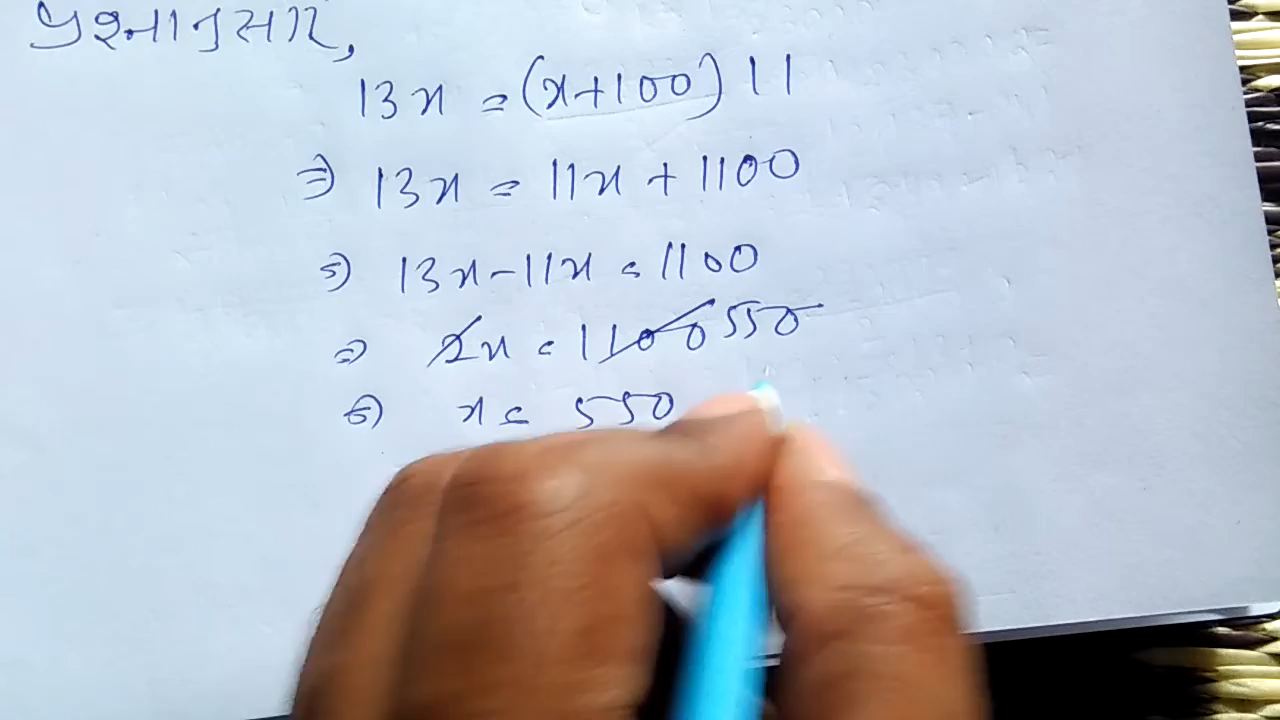 प्रश्नानुसार,
13x = (x+100) 11
⇒ 13x = 11x + 1100
⇒ 13x - 11x = 1100
⇒ 2x = 1100 550
⇒ x = 550